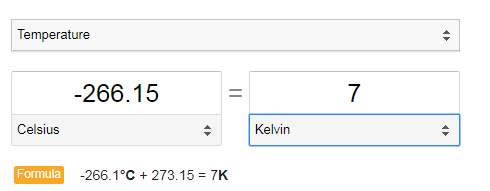 Temperature
-266.15 = 7
Celsius Kelvin
Formula -266.1°C + 273.15 = 7K